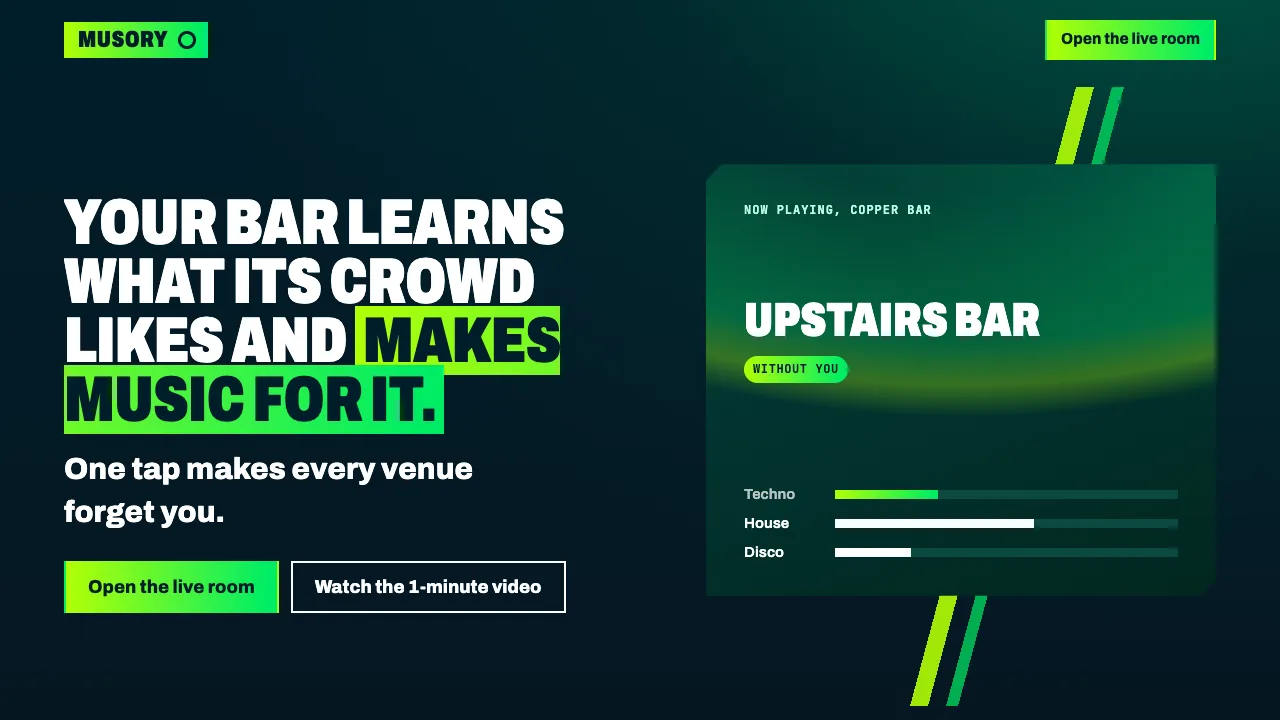 MUSORY
Open the live room
YOUR BAR LEARNS
WHAT ITS CROWD
LIKES AND MAKES
MUSIC FOR IT.
One tap makes every venue
forget you.
Open the live room
Watch the 1-minute video
NOW PLAYING, COPPER BAR
UPSTAIRS BAR
WITHOUT YOU
Techno
House
Disco